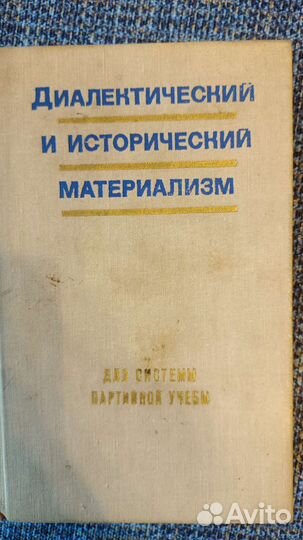 ДИАЛЕКТИЧЕСКИЙ
И ИСТОРИЧЕСКИЙ
МАТЕРИАЛИЗМ
ДЛЯ СИСТЕМЫ
ПАРТИЙНОЙ УЧЕБЫ
Avito